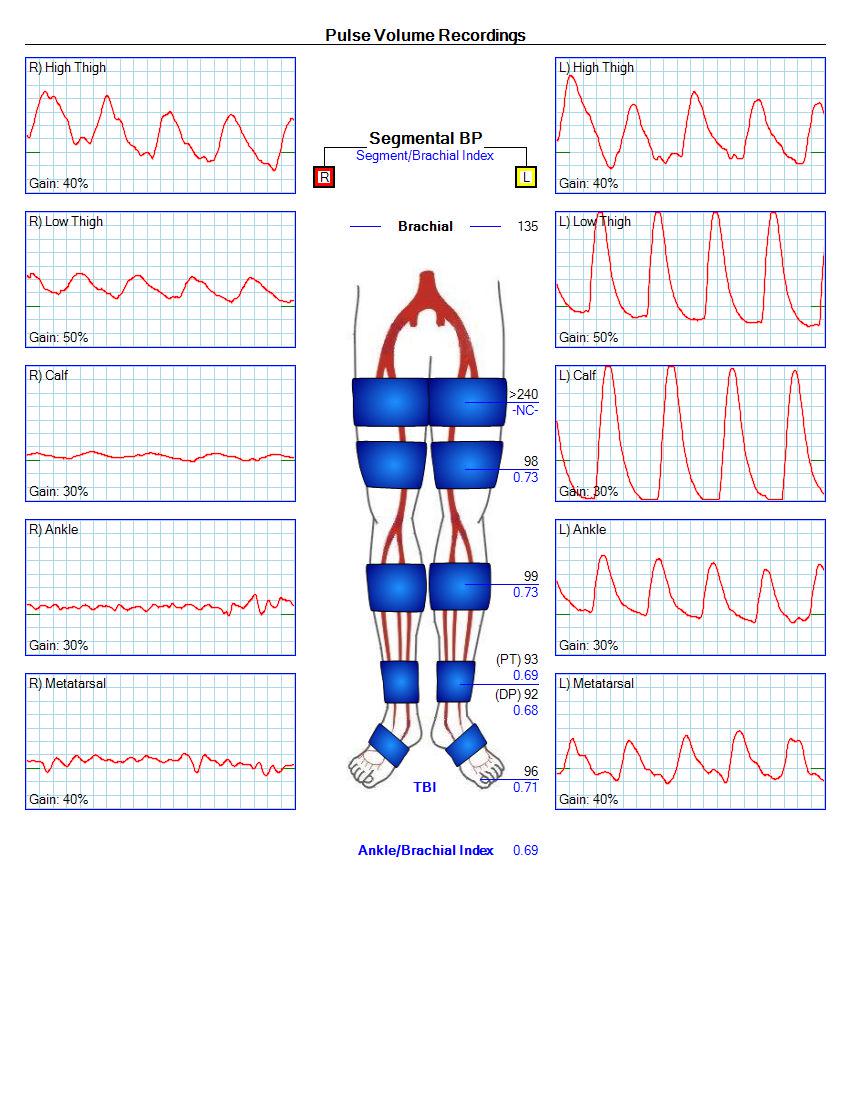 Pulse Volume Recordings
R) High Thigh
Gain: 40%
R) Low Thigh
Gain: 50%
R) Calf
Gain: 30%
R) Ankle
Gain: 30%
R) Metatarsal
Gain: 40%
Segmental BP
Segment/Brachial Index
R
L
Brachial 135
>240
-NC-
98
0.73
99
0.73
(PT) 93
0.69
(DP) 92
0.68
96
TBI 0.71
Ankle/Brachial Index 0.69
L) High Thigh
Gain: 40%
L) Low Thigh
Gain: 50%
L) Calf
Gain: 30%
L) Ankle
Gain: 30%
L) Metatarsal
Gain: 40%